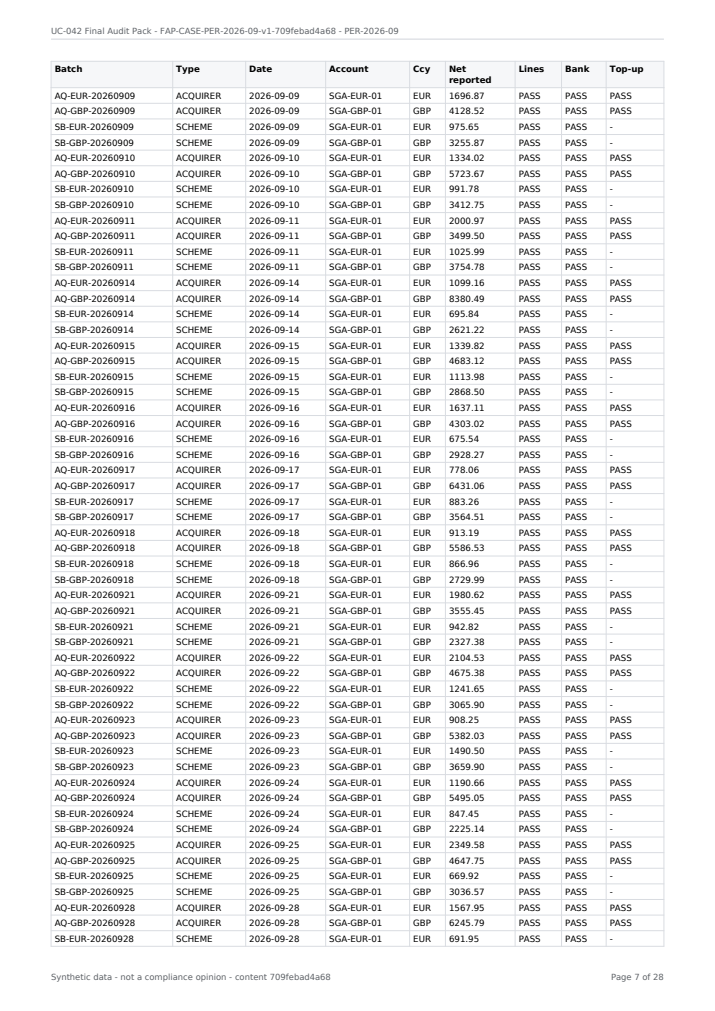 UC-042 Final Audit Pack - FAP-CASE-PER-2026-09-v1-709febad4a68 - PER-2026-09
Batch Type Date Account Ccy Net reported Lines Bank Top-up
AQ-EUR-20260909 ACQUIRER 2026-09-09 SGA-EUR-01 EUR 1696.87 PASS PASS PASS
AQ-GBP-20260909 ACQUIRER 2026-09-09 SGA-GBP-01 GBP 4128.52 PASS PASS PASS
SB-EUR-20260909 SCHEME 2026-09-09 SGA-EUR-01 EUR 975.65 PASS PASS -
SB-GBP-20260909 SCHEME 2026-09-09 SGA-GBP-01 GBP 3255.87 PASS PASS -
AQ-EUR-20260910 ACQUIRER 2026-09-10 SGA-EUR-01 EUR 1334.02 PASS PASS PASS
AQ-GBP-20260910 ACQUIRER 2026-09-10 SGA-GBP-01 GBP 5723.67 PASS PASS PASS
SB-EUR-20260910 SCHEME 2026-09-10 SGA-EUR-01 EUR 991.78 PASS PASS -
SB-GBP-20260910 SCHEME 2026-09-10 SGA-GBP-01 GBP 3412.75 PASS PASS -
AQ-EUR-20260911 ACQUIRER 2026-09-11 SGA-EUR-01 EUR 2000.97 PASS PASS PASS
AQ-GBP-20260911 ACQUIRER 2026-09-11 SGA-GBP-01 GBP 3499.50 PASS PASS PASS
SB-EUR-20260911 SCHEME 2026-09-11 SGA-EUR-01 EUR 1025.99 PASS PASS -
SB-GBP-20260911 SCHEME 2026-09-11 SGA-GBP-01 GBP 3754.78 PASS PASS -
AQ-EUR-20260914 ACQUIRER 2026-09-14 SGA-EUR-01 EUR 1099.16 PASS PASS PASS
AQ-GBP-20260914 ACQUIRER 2026-09-14 SGA-GBP-01 GBP 8380.49 PASS PASS PASS
SB-EUR-20260914 SCHEME 2026-09-14 SGA-EUR-01 EUR 695.84 PASS PASS -
SB-GBP-20260914 SCHEME 2026-09-14 SGA-GBP-01 GBP 2621.22 PASS PASS -
AQ-EUR-20260915 ACQUIRER 2026-09-15 SGA-EUR-01 EUR 1339.82 PASS PASS PASS
AQ-GBP-20260915 ACQUIRER 2026-09-15 SGA-GBP-01 GBP 4683.12 PASS PASS PASS
SB-EUR-20260915 SCHEME 2026-09-15 SGA-EUR-01 EUR 1113.98 PASS PASS -
SB-GBP-20260915 SCHEME 2026-09-15 SGA-GBP-01 GBP 2868.50 PASS PASS -
AQ-EUR-20260916 ACQUIRER 2026-09-16 SGA-EUR-01 EUR 1637.11 PASS PASS PASS
AQ-GBP-20260916 ACQUIRER 2026-09-16 SGA-GBP-01 GBP 4303.02 PASS PASS PASS
SB-EUR-20260916 SCHEME 2026-09-16 SGA-EUR-01 EUR 675.54 PASS PASS -
SB-GBP-20260916 SCHEME 2026-09-16 SGA-GBP-01 GBP 2928.27 PASS PASS -
AQ-EUR-20260917 ACQUIRER 2026-09-17 SGA-EUR-01 EUR 778.06 PASS PASS PASS
AQ-GBP-20260917 ACQUIRER 2026-09-17 SGA-GBP-01 GBP 6431.06 PASS PASS PASS
SB-EUR-20260917 SCHEME 2026-09-17 SGA-EUR-01 EUR 883.26 PASS PASS -
SB-GBP-20260917 SCHEME 2026-09-17 SGA-GBP-01 GBP 3564.51 PASS PASS -
AQ-EUR-20260918 ACQUIRER 2026-09-18 SGA-EUR-01 EUR 913.19 PASS PASS PASS
AQ-GBP-20260918 ACQUIRER 2026-09-18 SGA-GBP-01 GBP 5586.53 PASS PASS PASS
SB-EUR-20260918 SCHEME 2026-09-18 SGA-EUR-01 EUR 866.96 PASS PASS -
SB-GBP-20260918 SCHEME 2026-09-18 SGA-GBP-01 GBP 2729.99 PASS PASS -
AQ-EUR-20260921 ACQUIRER 2026-09-21 SGA-EUR-01 EUR 1980.62 PASS PASS PASS
AQ-GBP-20260921 ACQUIRER 2026-09-21 SGA-GBP-01 GBP 3555.45 PASS PASS PASS
SB-EUR-20260921 SCHEME 2026-09-21 SGA-EUR-01 EUR 942.82 PASS PASS -
SB-GBP-20260921 SCHEME 2026-09-21 SGA-GBP-01 GBP 2327.38 PASS PASS -
AQ-EUR-20260922 ACQUIRER 2026-09-22 SGA-EUR-01 EUR 2104.53 PASS PASS PASS
AQ-GBP-20260922 ACQUIRER 2026-09-22 SGA-GBP-01 GBP 4675.38 PASS PASS PASS
SB-EUR-20260922 SCHEME 2026-09-22 SGA-EUR-01 EUR 1241.65 PASS PASS -
SB-GBP-20260922 SCHEME 2026-09-22 SGA-GBP-01 GBP 3065.90 PASS PASS -
AQ-EUR-20260923 ACQUIRER 2026-09-23 SGA-EUR-01 EUR 908.25 PASS PASS PASS
AQ-GBP-20260923 ACQUIRER 2026-09-23 SGA-GBP-01 GBP 5382.03 PASS PASS PASS
SB-EUR-20260923 SCHEME 2026-09-23 SGA-EUR-01 EUR 1490.50 PASS PASS -
SB-GBP-20260923 SCHEME 2026-09-23 SGA-GBP-01 GBP 3659.90 PASS PASS -
AQ-EUR-20260924 ACQUIRER 2026-09-24 SGA-EUR-01 EUR 1190.66 PASS PASS PASS
AQ-GBP-20260924 ACQUIRER 2026-09-24 SGA-GBP-01 GBP 5495.05 PASS PASS PASS
SB-EUR-20260924 SCHEME 2026-09-24 SGA-EUR-01 EUR 847.45 PASS PASS -
SB-GBP-20260924 SCHEME 2026-09-24 SGA-GBP-01 GBP 2225.14 PASS PASS -
AQ-EUR-20260925 ACQUIRER 2026-09-25 SGA-EUR-01 EUR 2349.58 PASS PASS PASS
AQ-GBP-20260925 ACQUIRER 2026-09-25 SGA-GBP-01 GBP 4647.75 PASS PASS PASS
SB-EUR-20260925 SCHEME 2026-09-25 SGA-EUR-01 EUR 669.92 PASS PASS -
SB-GBP-20260925 SCHEME 2026-09-25 SGA-GBP-01 GBP 3036.57 PASS PASS -
AQ-EUR-20260928 ACQUIRER 2026-09-28 SGA-EUR-01 EUR 1567.95 PASS PASS PASS
AQ-GBP-20260928 ACQUIRER 2026-09-28 SGA-GBP-01 GBP 6245.79 PASS PASS PASS
SB-EUR-20260928 SCHEME 2026-09-28 SGA-EUR-01 EUR 691.95 PASS PASS -
Synthetic data - not a compliance opinion - content 709febad4a68 Page 7 of 28